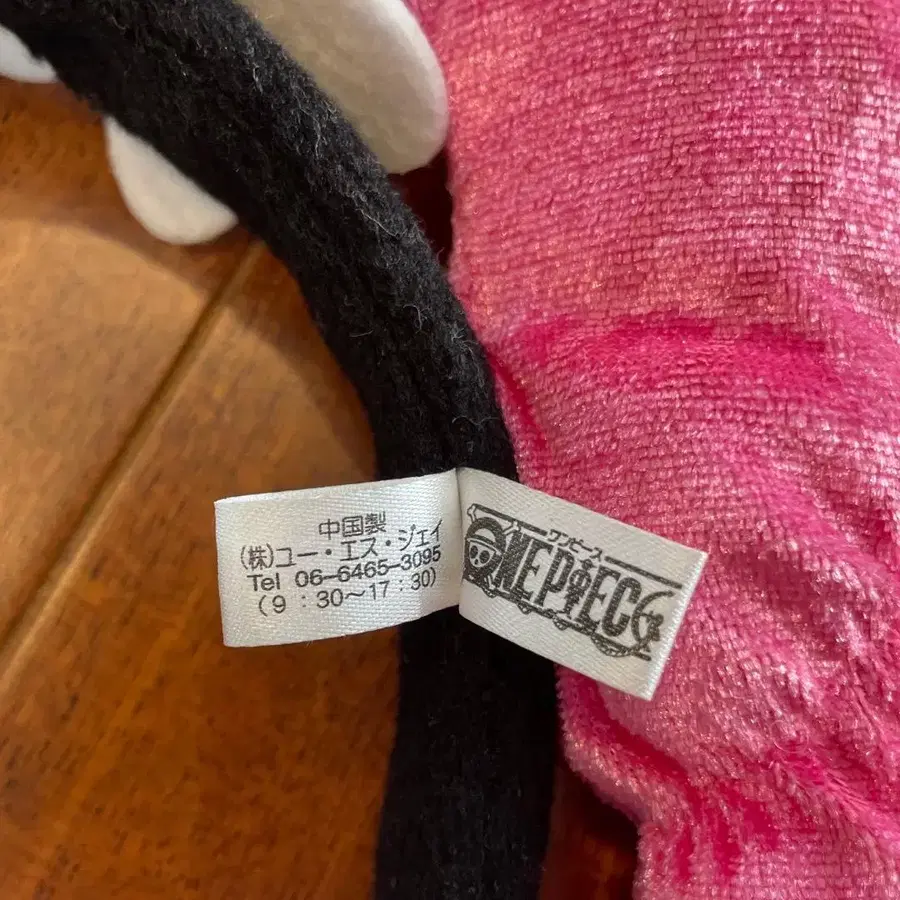 中国製
(株)ユー・エス・ジェイ
Tel 06-6465-3095
(9:30〜17:30)
ワンピース
ONE PIECE